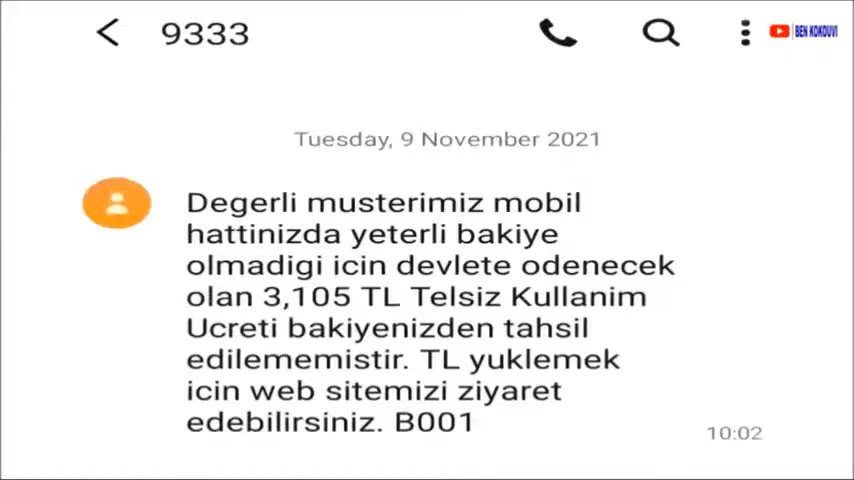 9333
BEN KOKOUVI
Tuesday, 9 November 2021
Degerli musterimiz mobil
hattinizda yeterli bakiye
olmadigi icin devlete odenecek
olan 3,105 TL Telsiz Kullanim
Ucreti bakiyenizden tahsil
edilememistir. TL yuklemek
icin web sitemizi ziyaret
edebilirsiniz. B001
10:02